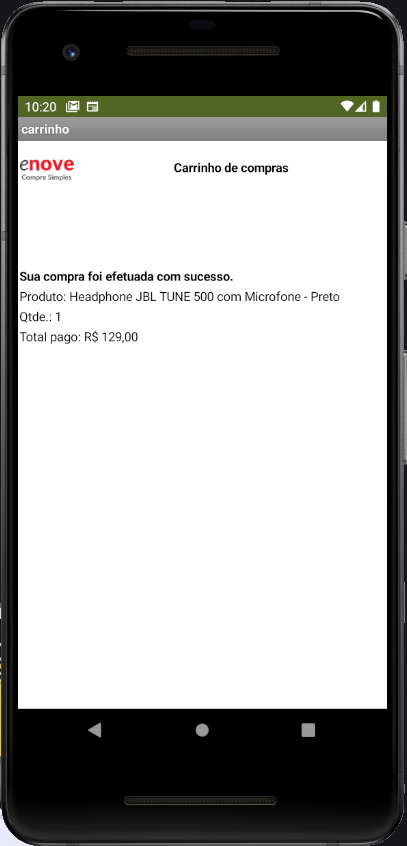 10:20
carrinho
enove
Compre Simples
Carrinho de compras
Sua compra foi efetuada com sucesso.
Produto: Headphone JBL TUNE 500 com Microfone - Preto
Qtde.: 1
Total pago: R$ 129,00